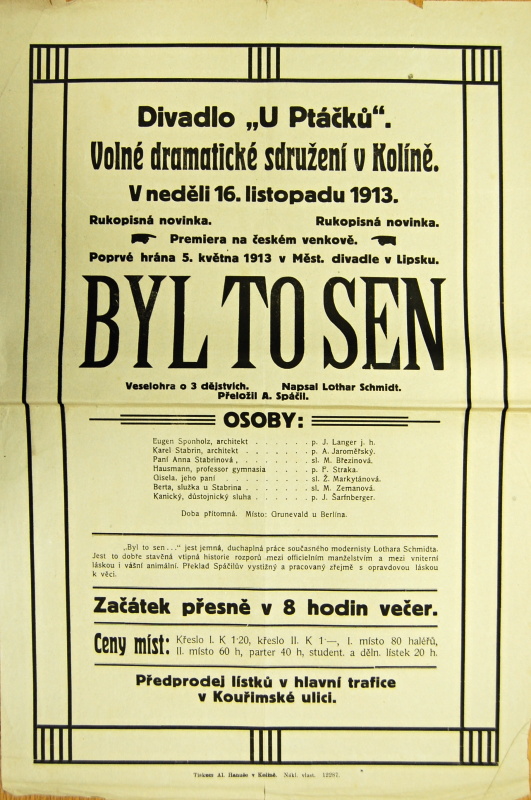 Divadlo „U Ptáčků“.
Volné dramatické sdružení v Kolíně.
V neděli 16. listopadu 1913.
Rukopisná novinka. Rukopisná novinka.
Premiera na českém venkově.
Poprvé hrána 5. května 1913 v Měst. divadle v Lipsku.
BYL TO SEN
Veselohra o 3 dějstvích. Napsal Lothar Schmidt.
Přeložil A. Spáčil.
OSOBY:
Eugen Sponholz, architekt . . . . . . p. J. Langer j. h.
Karel Stabrin, architekt . . . . . . p. A. Jaroměřský.
Paní Anna Stabrinová . . . . . . . sl. M. Březinová.
Hausmann, professor gymnasia . . . . p. F. Straka.
Gisela, jeho paní . . . . . . . sl. Ž. Markytánová.
Berta, služka u Stabrina . . . . . . sl. M. Zemanová.
Kanický, důstojnický sluha . . . . . . p. J. Šarfnberger.
Doba přítomná. Místo: Grunevald u Berlína.
„Byl to sen . . .“ jest jemná, duchaplná práce současného modernisty Lothara Schmidta.
Jest to dobře stavěná vtipná historie rozporů mezi officielním manželstvím a mezi vniterní
láskou i vášní animální. Překlad Spáčilův vystižný a pracovaný zřejmě s opravdovou láskou
k věci.
Začátek přesně v 8 hodin večer.
Ceny míst: Křeslo I. K 1·20, křeslo II. K 1·—, I. místo 80 haléřů,
II. místo 60 h, parter 40 h, student. a děln. lístek 20 h.
Předprodej lístků v hlavní trafice
v Kouřimské ulici.
Tiskem Al. Hanuše v Kolíně. Nákl. vlast. 12207.